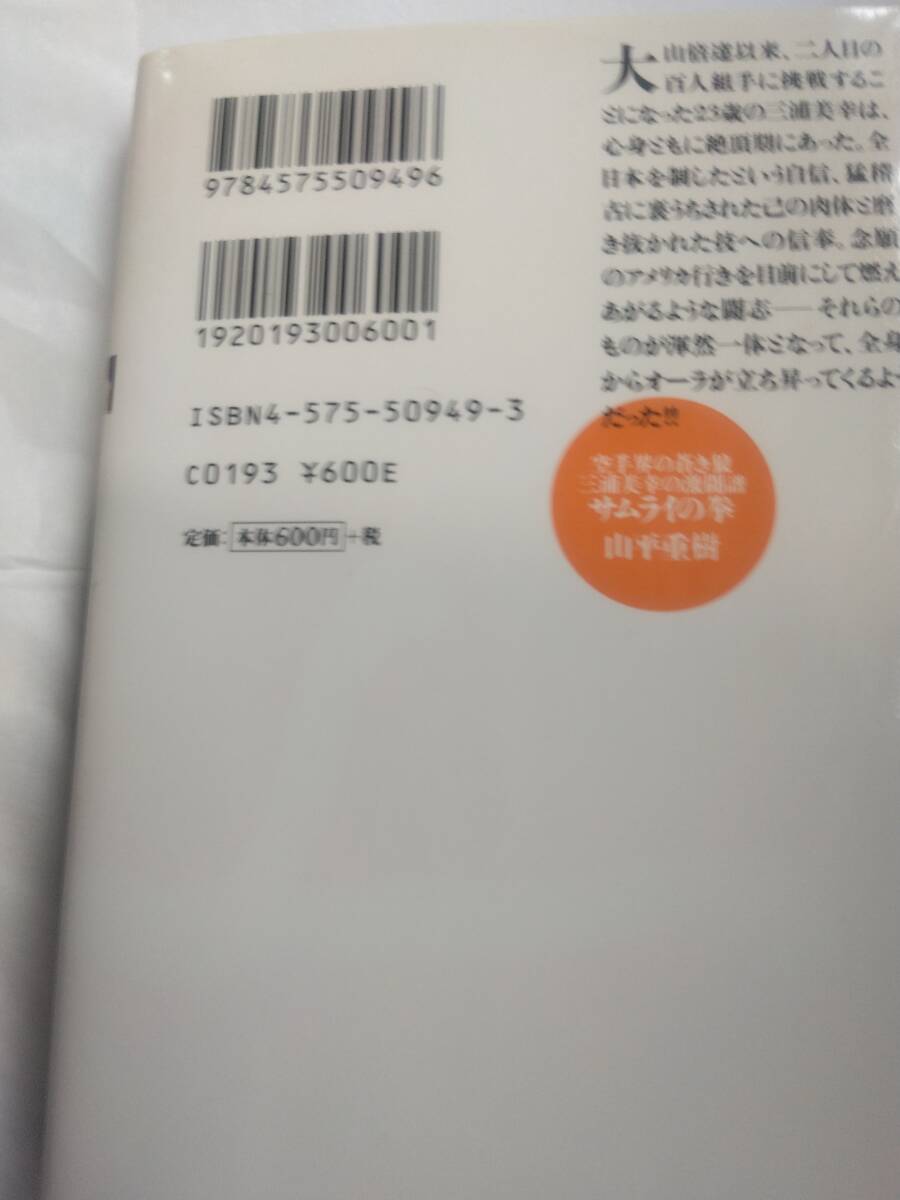 9784575509496
1920193006001
ISBN4-575-50949-3
C0193 ¥600E
定価:本体600円+税
大山倍達以来、二人目の
百人組手に挑戦するこ
とになった23歳の三浦美幸は、
心身ともに絶頂期にあった。全
日本を制したという自信、猛稽
古に裏うちされた己の肉体と磨
き抜かれた技への信奉。念願
のアメリカ行きを目前にして燃え
あがるような闘志──それらの
ものが渾然一体となって、全身
からオーラが立ち昇ってくるよ
だった!!
空手界の蒼き狼
三浦美幸の激闘譜
サムライの拳
山平重樹